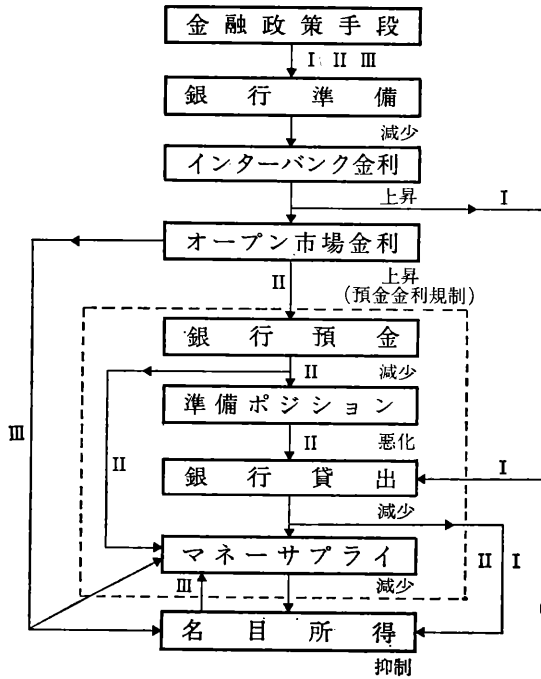 金融政策手段
I II III
銀行準備
減少
インターバンク金利
上昇
I
オープン市場金利
II
上昇
(預金金利規制)
銀行預金
II
減少
準備ポジション
III
II
II
悪化
I
銀行貸出
減少
II
I
マネーサプライ
III
減少
名目所得
抑制